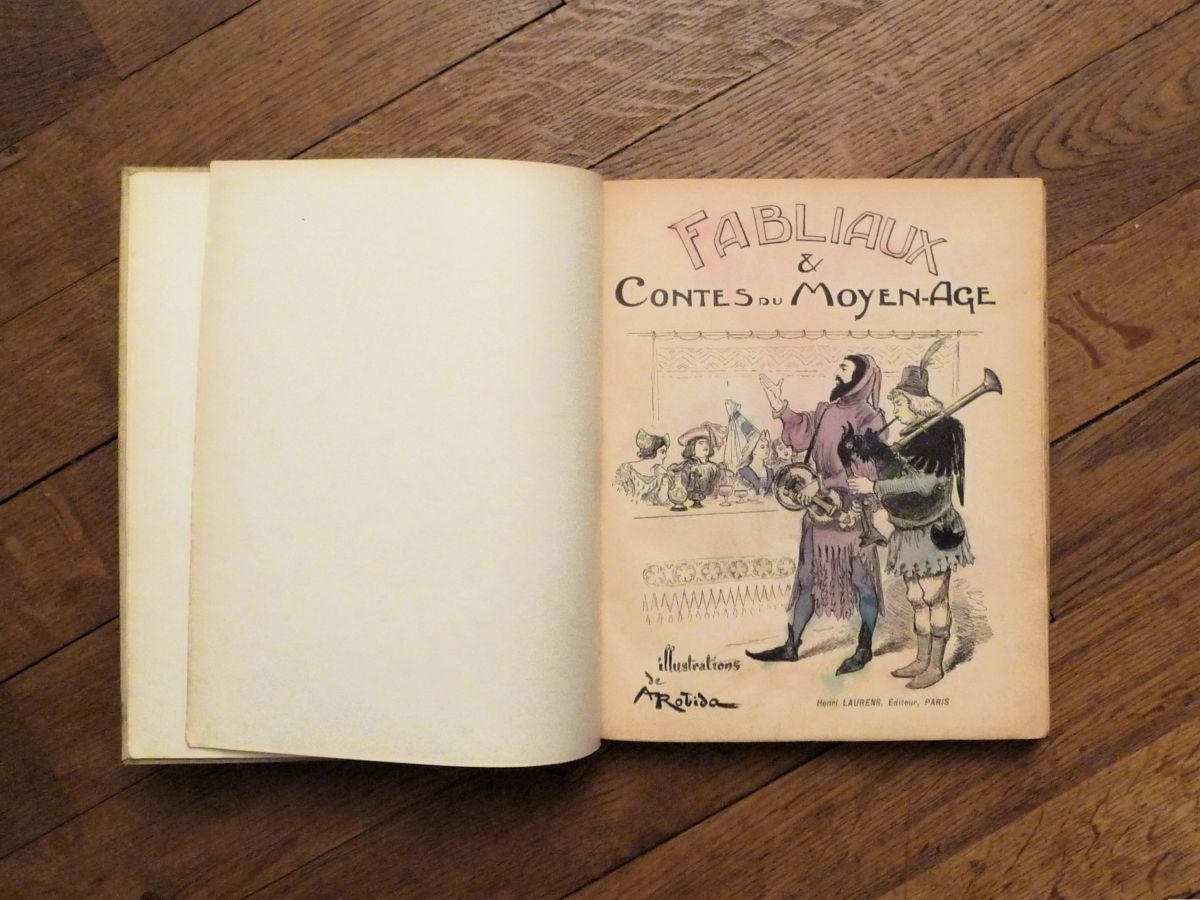 FABLIAUX
&
CONTES DU MOYEN-AGE
illustrations
de
A Robida
Henri LAURENS, Éditeur, PARIS